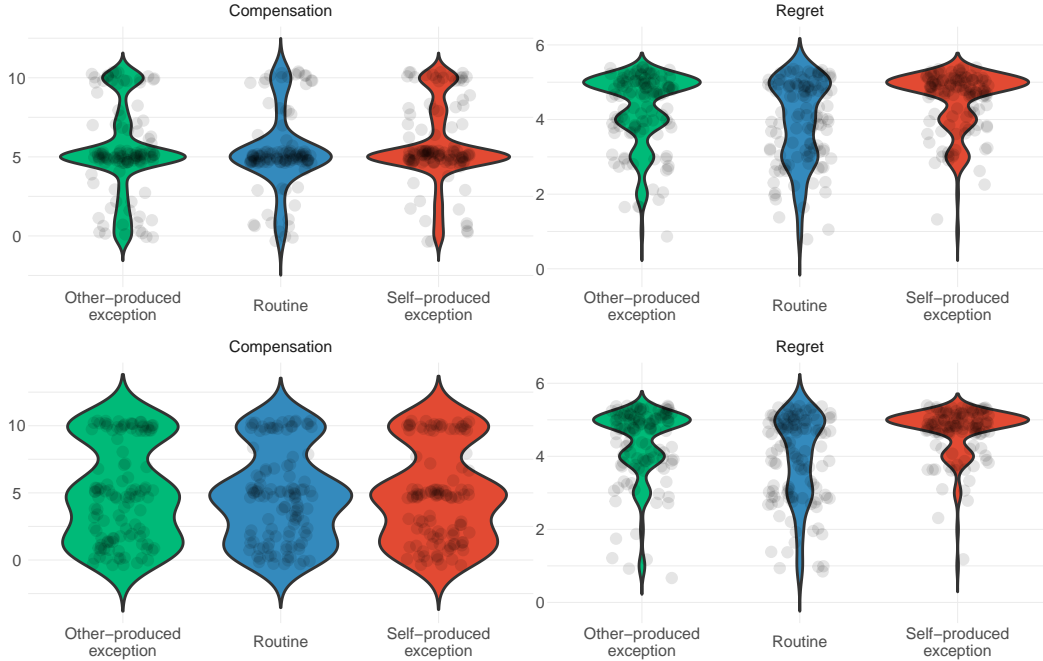 Compensation
10
5
0
Other−produced
exception
Routine
Self−produced
exception
Regret
6
4
2
0
Other−produced
exception
Routine
Self−produced
exception
Compensation
10
5
0
Other−produced
exception
Routine
Self−produced
exception
Regret
6
4
2
0
Other−produced
exception
Routine
Self−produced
exception